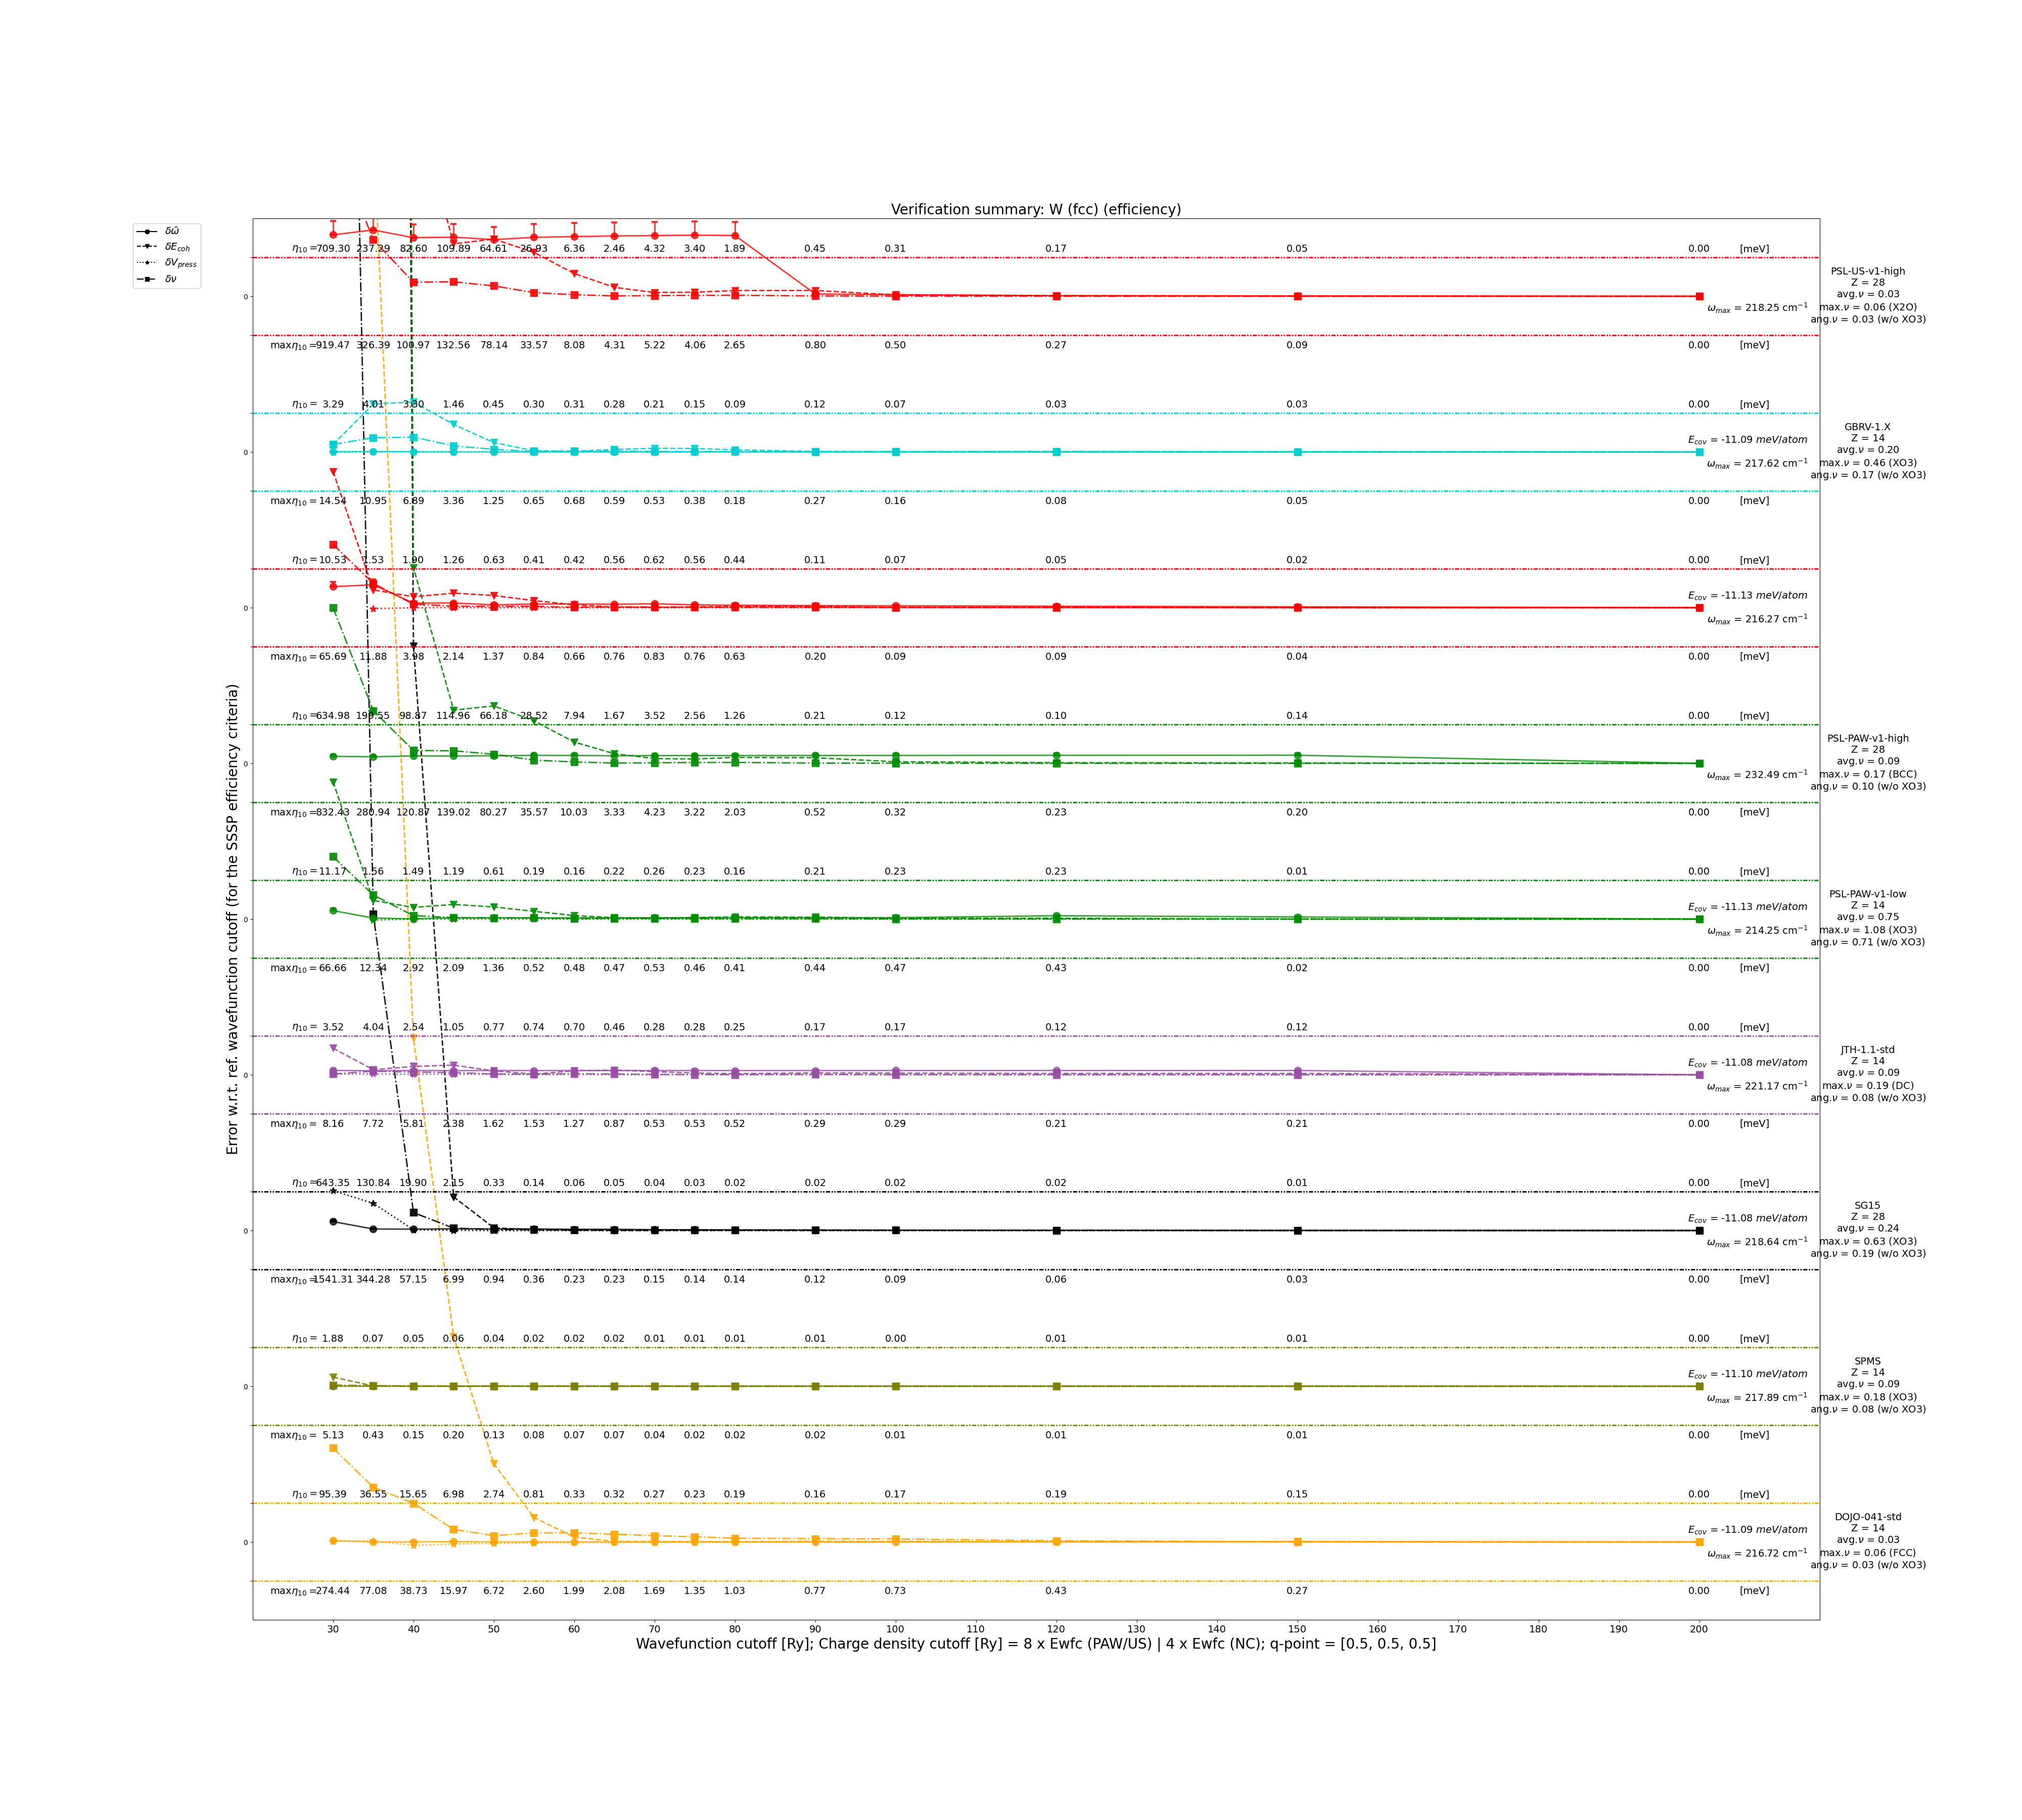 Verification summary: W (fcc) (efficiency)
δω̄
δE_coh
δV_press
δν
Error w.r.t. ref. wavefunction cutoff (for the SSSP efficiency criteria)
η10 = 709.30 237.29 82.60 109.89 64.61 26.93 6.36 2.46 4.32 3.40 1.89 0.45 0.31 0.17 0.05 0.00 [meV]
0
ω_max = 218.25 cm⁻¹
maxη10 = 919.47 326.39 100.97 132.56 78.14 33.57 8.08 4.31 5.22 4.06 2.65 0.80 0.50 0.27 0.09 0.00 [meV]
PSL-US-v1-high
Z = 28
avg.ν = 0.03
max.ν = 0.06 (X2O)
ang.ν = 0.03 (w/o XO3)
η10 = 3.29 4.01 3.80 1.46 0.45 0.30 0.31 0.28 0.21 0.15 0.09 0.12 0.07 0.03 0.03 0.00 [meV]
0
E_cov = -11.09 meV/atom
ω_max = 217.62 cm⁻¹
maxη10 = 14.54 10.95 6.89 3.36 1.25 0.65 0.68 0.59 0.53 0.38 0.18 0.27 0.16 0.08 0.05 0.00 [meV]
GBRV-1.X
Z = 14
avg.ν = 0.20
max.ν = 0.46 (XO3)
ang.ν = 0.17 (w/o XO3)
η10 = 10.53 1.53 1.90 1.26 0.63 0.41 0.42 0.56 0.62 0.56 0.44 0.11 0.07 0.05 0.02 0.00 [meV]
0
E_cov = -11.13 meV/atom
ω_max = 216.27 cm⁻¹
maxη10 = 65.69 11.88 3.98 2.14 1.37 0.84 0.66 0.76 0.83 0.76 0.63 0.20 0.09 0.09 0.04 0.00 [meV]
η10 = 634.98 199.55 98.87 114.96 66.18 28.52 7.94 1.67 3.52 2.56 1.26 0.21 0.12 0.10 0.14 0.00 [meV]
0
ω_max = 232.49 cm⁻¹
maxη10 = 832.43 280.94 120.87 139.02 80.27 35.57 10.03 3.33 4.23 3.22 2.03 0.52 0.32 0.23 0.20 0.00 [meV]
PSL-PAW-v1-high
Z = 28
avg.ν = 0.09
max.ν = 0.17 (BCC)
ang.ν = 0.10 (w/o XO3)
η10 = 11.17 1.56 1.49 1.19 0.61 0.19 0.16 0.22 0.26 0.23 0.16 0.21 0.23 0.23 0.01 0.00 [meV]
0
E_cov = -11.13 meV/atom
ω_max = 214.25 cm⁻¹
maxη10 = 66.66 12.34 2.92 2.09 1.36 0.52 0.48 0.47 0.53 0.46 0.41 0.44 0.47 0.43 0.02 0.00 [meV]
PSL-PAW-v1-low
Z = 14
avg.ν = 0.75
max.ν = 1.08 (XO3)
ang.ν = 0.71 (w/o XO3)
η10 = 3.52 4.04 2.54 1.05 0.77 0.74 0.70 0.46 0.28 0.28 0.25 0.17 0.17 0.12 0.12 0.00 [meV]
0
E_cov = -11.08 meV/atom
ω_max = 221.17 cm⁻¹
maxη10 = 8.16 7.72 5.81 2.38 1.62 1.53 1.27 0.87 0.53 0.53 0.52 0.29 0.29 0.21 0.21 0.00 [meV]
JTH-1.1-std
Z = 14
avg.ν = 0.09
max.ν = 0.19 (DC)
ang.ν = 0.08 (w/o XO3)
η10 = 643.35 130.84 19.90 2.15 0.33 0.14 0.06 0.05 0.04 0.03 0.02 0.02 0.02 0.02 0.01 0.00 [meV]
0
E_cov = -11.08 meV/atom
ω_max = 218.64 cm⁻¹
maxη10 = 1541.31 344.28 57.15 6.99 0.94 0.36 0.23 0.23 0.15 0.14 0.14 0.12 0.09 0.06 0.03 0.00 [meV]
SG15
Z = 28
avg.ν = 0.24
max.ν = 0.63 (XO3)
ang.ν = 0.19 (w/o XO3)
η10 = 1.88 0.07 0.05 0.06 0.04 0.02 0.02 0.02 0.01 0.01 0.01 0.01 0.00 0.01 0.01 0.00 [meV]
0
E_cov = -11.10 meV/atom
ω_max = 217.89 cm⁻¹
maxη10 = 5.13 0.43 0.15 0.20 0.13 0.08 0.07 0.07 0.04 0.02 0.02 0.02 0.01 0.01 0.01 0.00 [meV]
SPMS
Z = 14
avg.ν = 0.09
max.ν = 0.18 (XO3)
ang.ν = 0.08 (w/o XO3)
η10 = 95.39 36.55 15.65 6.98 2.74 0.81 0.33 0.32 0.27 0.23 0.19 0.16 0.17 0.19 0.15 0.00 [meV]
0
E_cov = -11.09 meV/atom
ω_max = 216.72 cm⁻¹
maxη10 = 274.44 77.08 38.73 15.97 6.72 2.60 1.99 2.08 1.69 1.35 1.03 0.77 0.73 0.43 0.27 0.00 [meV]
DOJO-041-std
Z = 14
avg.ν = 0.03
max.ν = 0.06 (FCC)
ang.ν = 0.03 (w/o XO3)
30 40 50 60 70 80 90 100 110 120 130 140 150 160 170 180 190 200
Wavefunction cutoff [Ry]; Charge density cutoff [Ry] = 8 x Ewfc (PAW/US) | 4 x Ewfc (NC); q-point = [0.5, 0.5, 0.5]